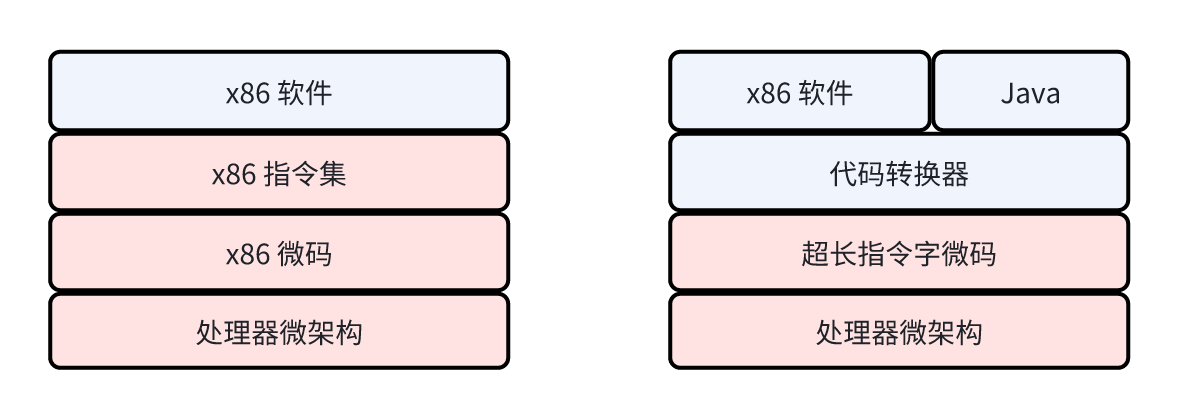 x86 软件
x86 指令集
x86 微码
处理器微架构
x86 软件
Java
代码转换器
超长指令字微码
处理器微架构